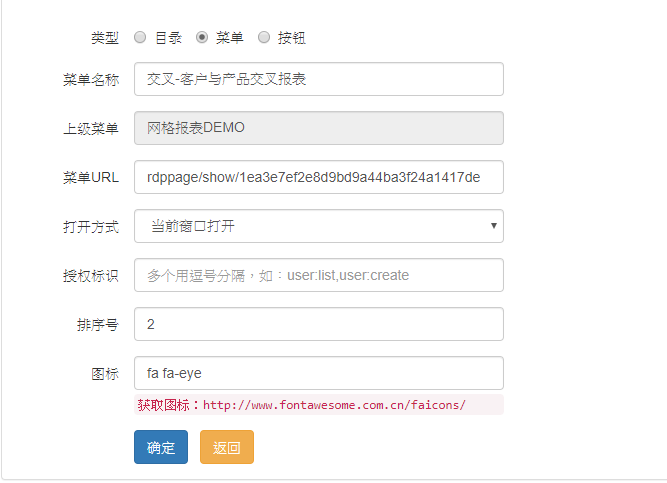 类型 目录 菜单 按钮
菜单名称 交叉-客户与产品交叉报表
上级菜单 网格报表DEMO
菜单URL rdppage/show/1ea3e7ef2e8d9bd9a44ba3f24a1417de
打开方式 当前窗口打开
授权标识 多个用逗号分隔，如：user:list,user:create
排序号 2
图标 fa fa-eye
获取图标：http://www.fontawesome.com.cn/faicons/
确定 返回